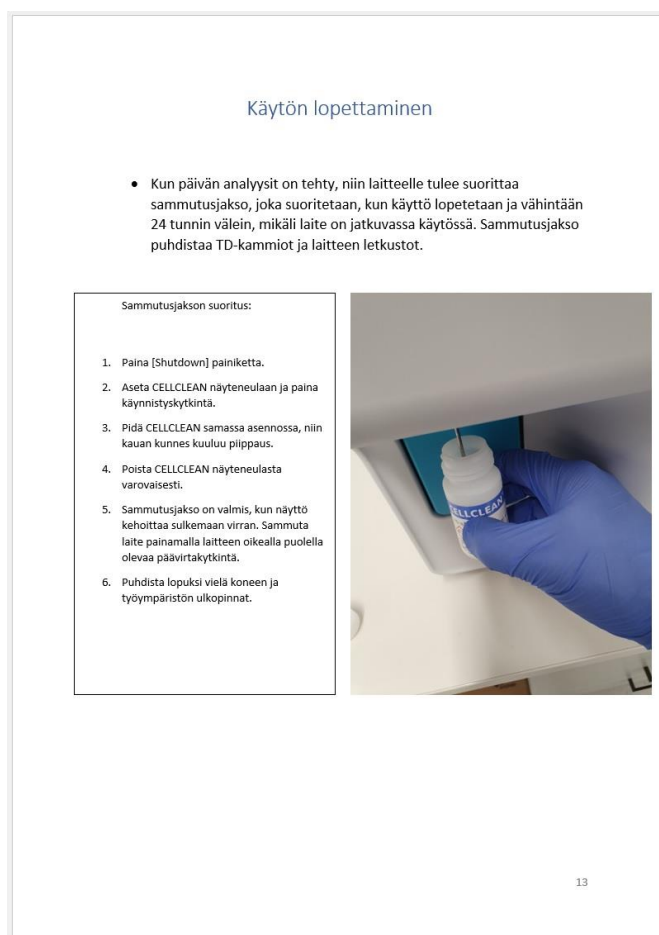 Käytön lopettaminen
• Kun päivän analyysit on tehty, niin laitteelle tulee suorittaa
sammutusjakso, joka suoritetaan, kun käyttö lopetetaan ja vähintään
24 tunnin välein, mikäli laite on jatkuvassa käytössä. Sammutusjakso
puhdistaa TD-kammiot ja laitteen letkustot.
Sammutusjakson suoritus:
1. Paina [Shutdown] painiketta.
2. Aseta CELLCLEAN näyteneulaan ja paina
käynnistyskytkintä.
3. Pidä CELLCLEAN samassa asennossa, niin
kauan kunnes kuuluu piippaus.
4. Poista CELLCLEAN näyteneulasta
varovaisesti.
5. Sammutusjakso on valmis, kun näyttö
kehoittaa sulkemaan virran. Sammuta
laite painamalla laitteen oikealla puolella
olevaa päävirtakytkintä.
6. Puhdista lopuksi vielä koneen ja
työympäristön ulkopinnat.
CELLCLEAN
13